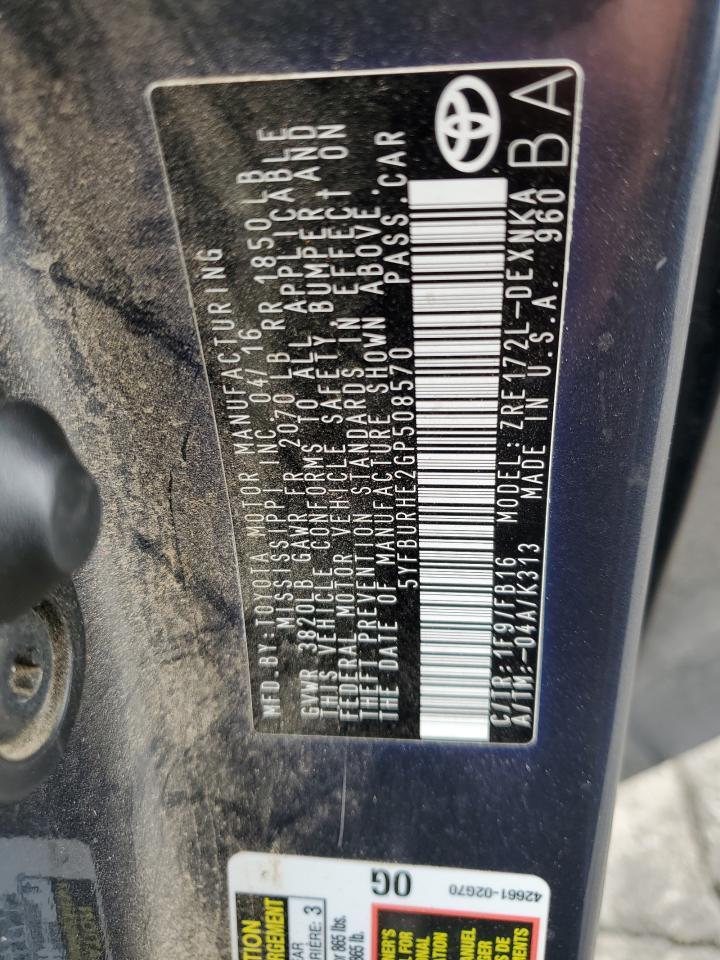 MFD.BY:TOYOTA MOTOR MANUFACTURING
MISSISSIPPI INC 04/16
GVWR 3820LB GAWR FR 2070 LB RR 1850LB
THIS VEHICLE CONFORMS TO ALL APPLICABLE
FEDERAL MOTOR VEHICLE SAFETY, BUMPER AND
THEFT PREVENTION STANDARDS IN EFFECT ON
THE DATE OF MANUFACTURE SHOWN ABOVE.
5YFBURHE2GP508570 PASS.CAR
C/TR:1F9/FB16 MODEL:ZRE172L-DEXNKA
A/TM:-04A/K313 MADE IN U.S.A. 960
BA
0G
42661-02G70